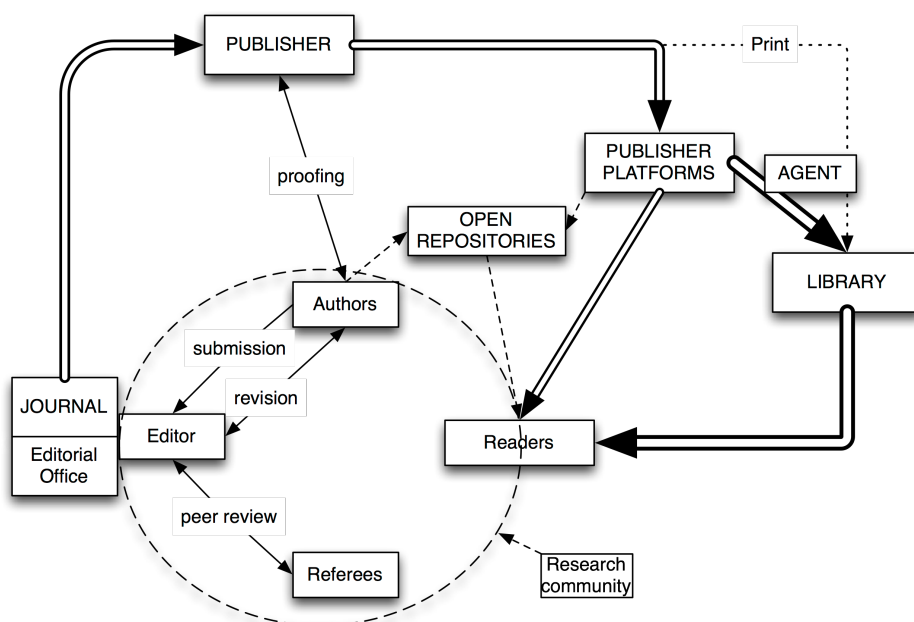 PUBLISHER
Print
proofing
PUBLISHER
PLATFORMS
AGENT
OPEN
REPOSITORIES
LIBRARY
Authors
submission
revision
JOURNAL
Editorial
Office
Editor
Readers
peer review
Referees
Research
community